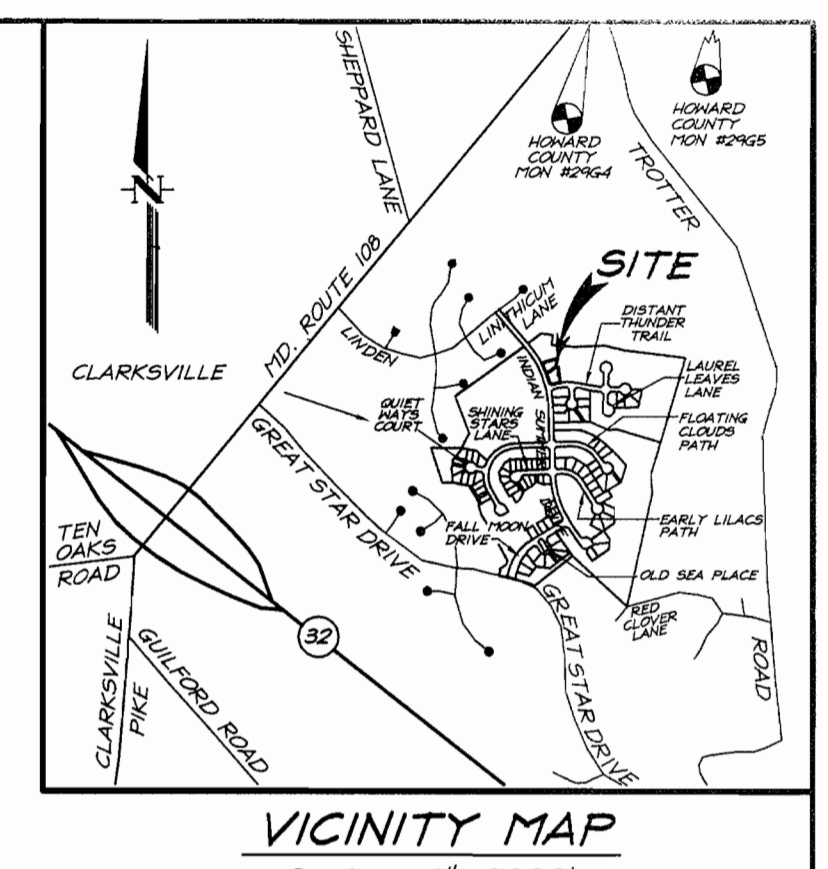 SHEPPARD LANE
HOWARD
COUNTY
MON #29G4
HOWARD
COUNTY
MON #29G5
TROTTER
N
MD. ROUTE 108
SITE
LINTHICUM
LANE
LINDEN
DISTANT
THUNDER
TRAIL
CLARKSVILLE
INDIAN SUMMER
DRIVE
LAUREL
LEAVES
LANE
QUIET
WAYS
COURT
SHINING
STARS
LANE
FLOATING
CLOUDS
PATH
GREAT STAR DRIVE
FALL MOON
DRIVE
EARLY LILACS
PATH
TEN
OAKS
ROAD
OLD SEA PLACE
RED
CLOVER
LANE
32
GREAT STAR DRIVE
ROAD
CLARKSVILLE
PIKE
GUILFORD ROAD
VICINITY MAP